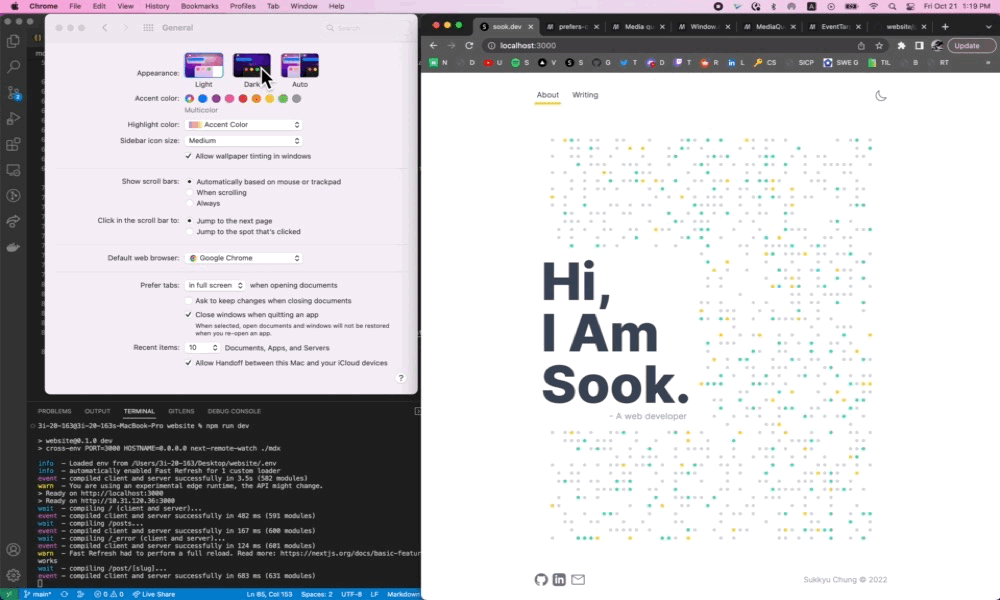 Chrome File Edit View History Bookmarks Profiles Tab Window Help
Fri Oct 21 1:19 PM
General
Search
Appearance:
Light Dark Auto
Accent color:
Multicolor
Highlight color: Accent Color
Sidebar icon size: Medium
Allow wallpaper tinting in windows
Show scroll bars: Automatically based on mouse or trackpad
When scrolling
Always
Click in the scroll bar to: Jump to the next page
Jump to the spot that's clicked
Default web browser: Google Chrome
Prefer tabs: in full screen when opening documents
Ask to keep changes when closing documents
Close windows when quitting an app
When selected, open documents and windows will not be restored
when you re-open an app.
Recent items: 10 Documents, Apps, and Servers
Allow Handoff between this Mac and your iCloud devices
?
PROBLEMS OUTPUT TERMINAL GITLENS DEBUG CONSOLE
3i-20-163@3i-20-163s-MacBook-Pro website % npm run dev
> website@0.1.0 dev
> cross-env PORT=3000 HOSTNAME=0.0.0.0 next-remote-watch ./mdx
info - Loaded env from /Users/3i-20-163/Desktop/website/.env
info - automatically enabled Fast Refresh for 1 custom loader
event - compiled client and server successfully in 3.5s (582 modules)
warn - You are using an experimental edge runtime, the API might change.
> Ready on http://localhost:3000
> Ready on http://10.31.120.36:3000
wait - compiling / (client and server)...
event - compiled client and server successfully in 482 ms (591 modules)
wait - compiling /posts...
event - compiled client and server successfully in 167 ms (600 modules)
wait - compiling /_error (client and server)...
event - compiled client and server successfully in 124 ms (601 modules)
warn - Fast Refresh had to perform a full reload. Read more: https://nextjs.org/docs/basic-featur
works
wait - compiling /post/[slug]...
event - compiled client and server successfully in 683 ms (631 modules)
main* 0 0 Live Share Ln 85, Col 153 Spaces: 2 UTF-8 LF Markdown
sook.dev prefers-c Media qu Window. MediaQu EventTar website/
localhost:3000
Update
N D U S V S G T D T R in L CS SICP SWE G TIL B RT
About Writing
Hi,
I Am
Sook.
- A web developer
Sukkyu Chung © 2022